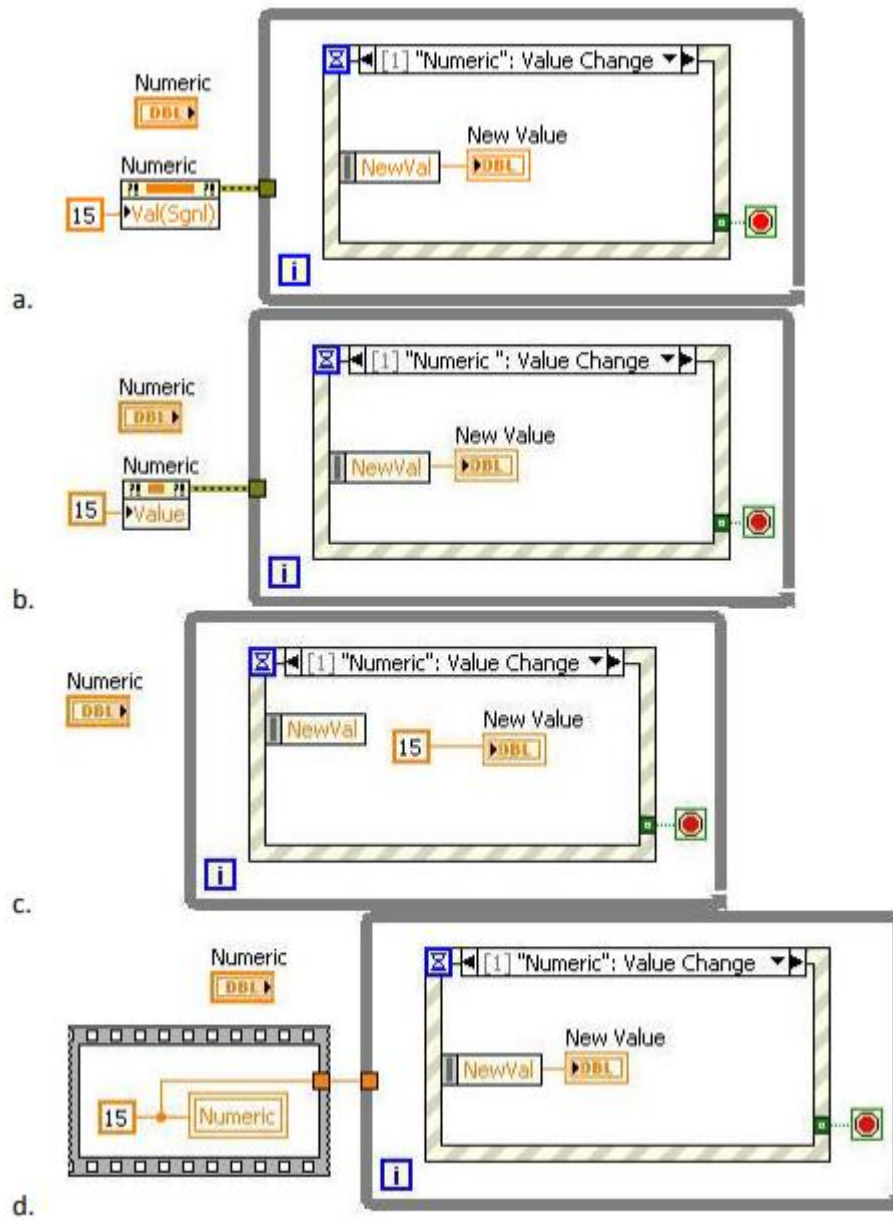 [1] "Numeric": Value Change
Numeric
DBL
New Value
NewVal
DBL
Numeric
15
Val(Sgnl)
i
a.
[1] "Numeric ": Value Change
Numeric
DBL
New Value
NewVal
DBL
Numeric
15
Value
i
b.
[1] "Numeric": Value Change
Numeric
DBL
New Value
NewVal
15
DBL
i
c.
[1] "Numeric": Value Change
Numeric
DBL
New Value
NewVal
DBL
15
Numeric
i
d.